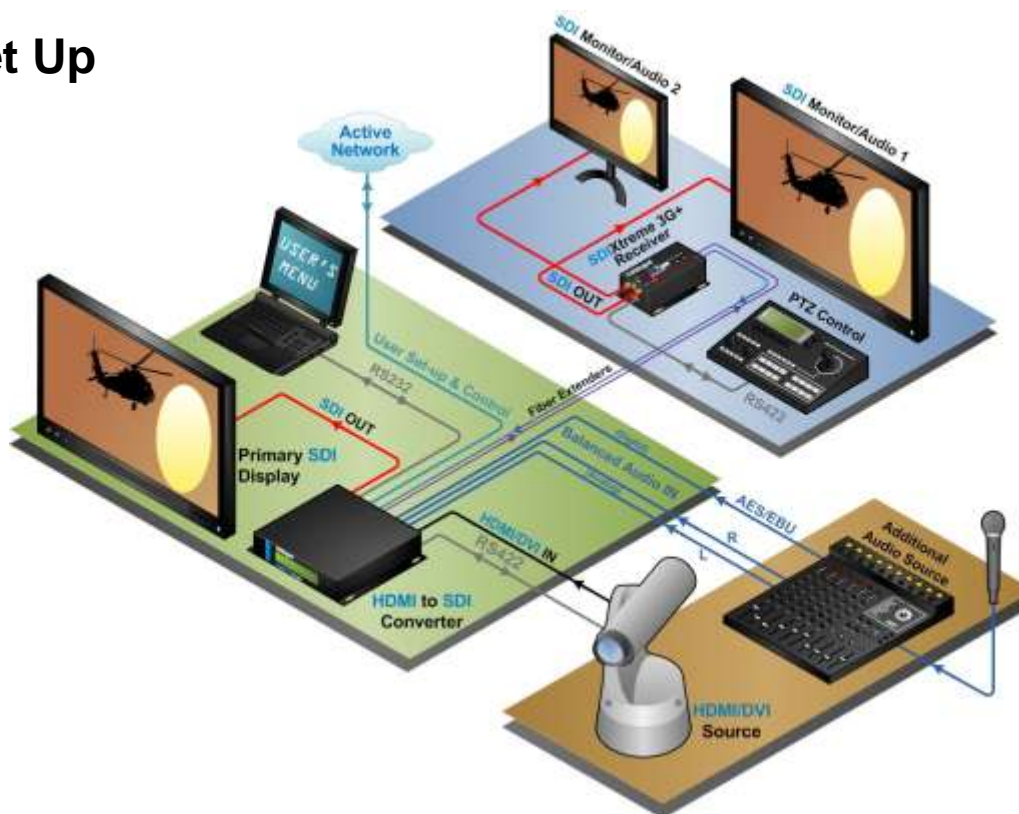 et Up
SDI Monitor/Audio 2
SDI Monitor/Audio 1
Active
Network
USER'S
MENU
SDIXtreme 3G+
Receiver
SDI OUT
PTZ Control
RS422
User Set-up & Control
RS232
Fiber Extenders
SDI OUT
Primary SDI
Display
Balanced Audio IN
AES/EBU
R
L
Additional
Audio Source
HDMI/DVI IN
RS422
HDMI to SDI
Converter
HDMI/DVI
Source